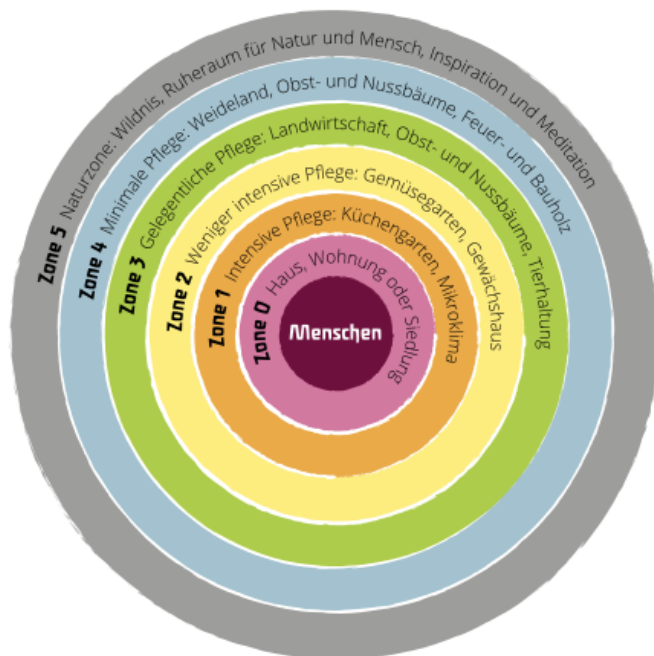 Zone 5 Naturzone: Wildnis, Ruheraum für Natur und Mensch, Inspiration und Meditation
Zone 4 Minimale Pflege: Weideland, Obst- und Nussbäume, Feuer- und Bauholz
Zone 3 Gelegentliche Pflege: Landwirtschaft, Obst- und Nussbäume, Tierhaltung
Zone 2 Weniger intensive Pflege: Gemüsegarten, Gewächshaus
Zone 1 Intensive Pflege: Küchengarten, Mikroklima
Zone 0 Haus, Wohnung oder Siedlung
Menschen